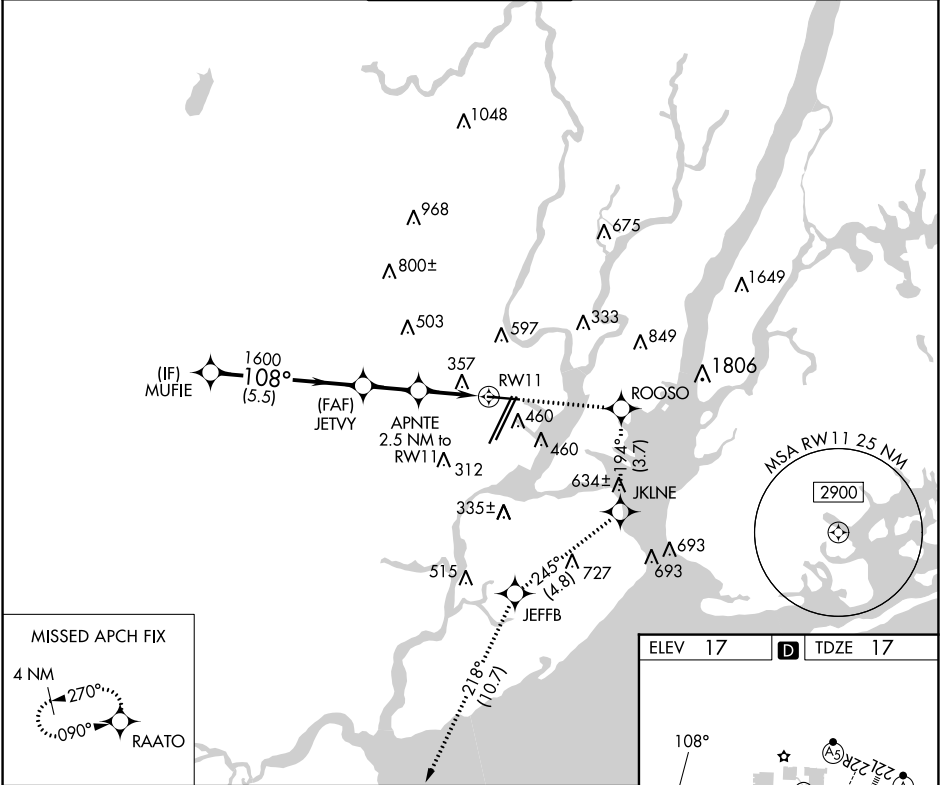 1048
968
675
800±
1649
503
597
333
849
1600
108°
(5.5)
(IF)
MUFIE
357
RW11
1806
(FAF)
JETVY
APNTE
2.5 NM to
RW11
ROOSO
460
460
312
194°
(3.7)
MSA RW11 25 NM
2900
634±
JKLNE
335±
693
693
515
245°
(4.8)
727
JEFFB
218°
(10.7)
MISSED APCH FIX
4 NM
270°
090°
RAATO
ELEV 17
D
TDZE 17
108°
A5
22R
22L
A